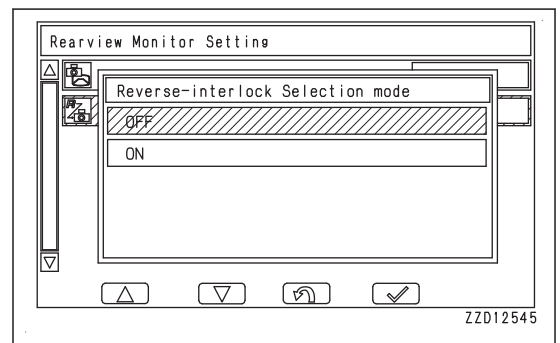 Rearview Monitor Setting
Reverse-interlock Selection mode
R
OFF
ON
ZZD12545